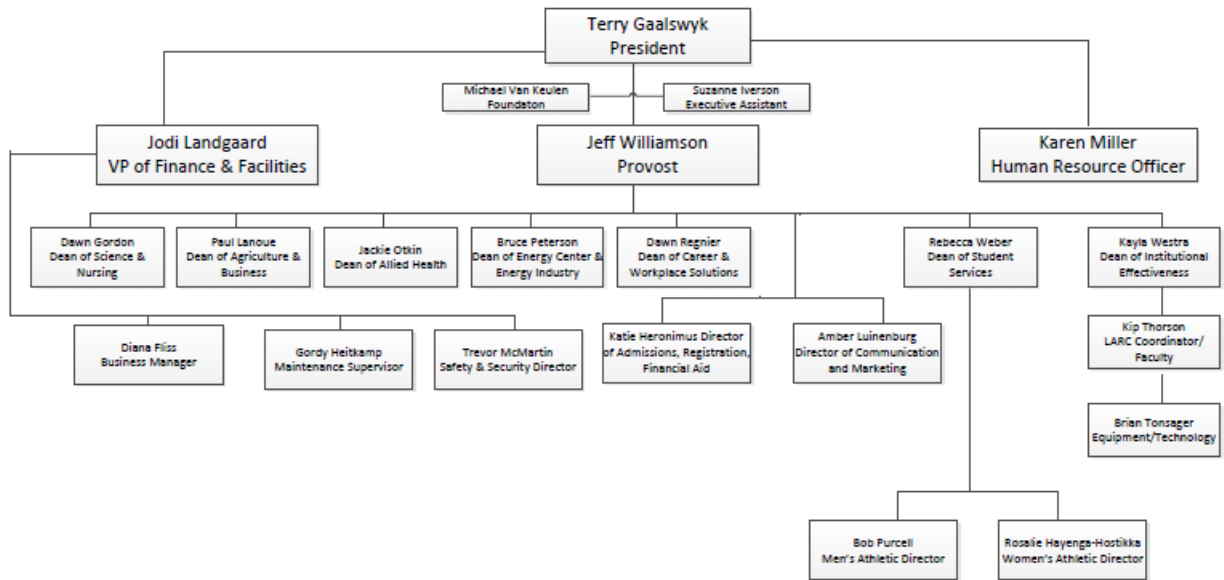 Terry Gaalswyk
President
Michael Van Keulen
Foundaton
Suzanne Iverson
Executive Assistant
Jodi Landgaard
VP of Finance & Facilities
Jeff Williamson
Provost
Karen Miller
Human Resource Officer
Dawn Gordon
Dean of Science &
Nursing
Paul Lanoue
Dean of Agriculture &
Business
Jackie Otkin
Dean of Allied Health
Bruce Peterson
Dean of Energy Center &
Energy Industry
Dawn Regnier
Dean of Career &
Workplace Solutions
Rebecca Weber
Dean of Student
Services
Kayla Westra
Dean of Institutional
Effectiveness
Diana Fliss
Business Manager
Gordy Heitkamp
Maintenance Supervisor
Trevor McMartin
Safety & Security Director
Katie Heronimus Director
of Admissions, Registration,
Financial Aid
Amber Luinenburg
Director of Communication
and Marketing
Kip Thorson
LARC Coordinator/
Faculty
Brian Tonsager
Equipment/Technology
Bob Purcell
Men's Athletic Director
Rosalie Hayenga-Hostikka
Women's Athletic Director